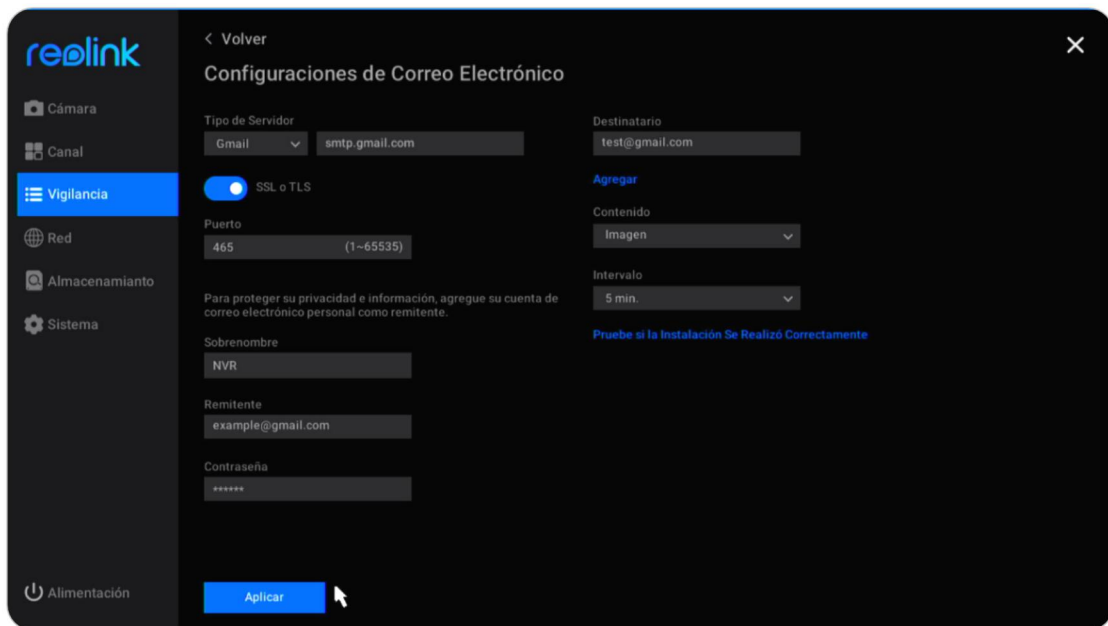 reolink
Cámara
Canal
Vigilancia
Red
Almacenamianto
Sistema
Alimentación
< Volver
Configuraciones de Correo Electrónico
Tipo de Servidor
Gmail smtp.gmail.com
SSL o TLS
Puerto
465 (1~65535)
Para proteger su privacidad e información, agregue su cuenta de
correo electrónico personal como remitente.
Sobrenombre
NVR
Remitente
example@gmail.com
Contraseña
******
Aplicar
Destinatario
test@gmail.com
Agregar
Contenido
Imagen
Intervalo
5 min.
Pruebe si la Instalación Se Realizó Correctamente